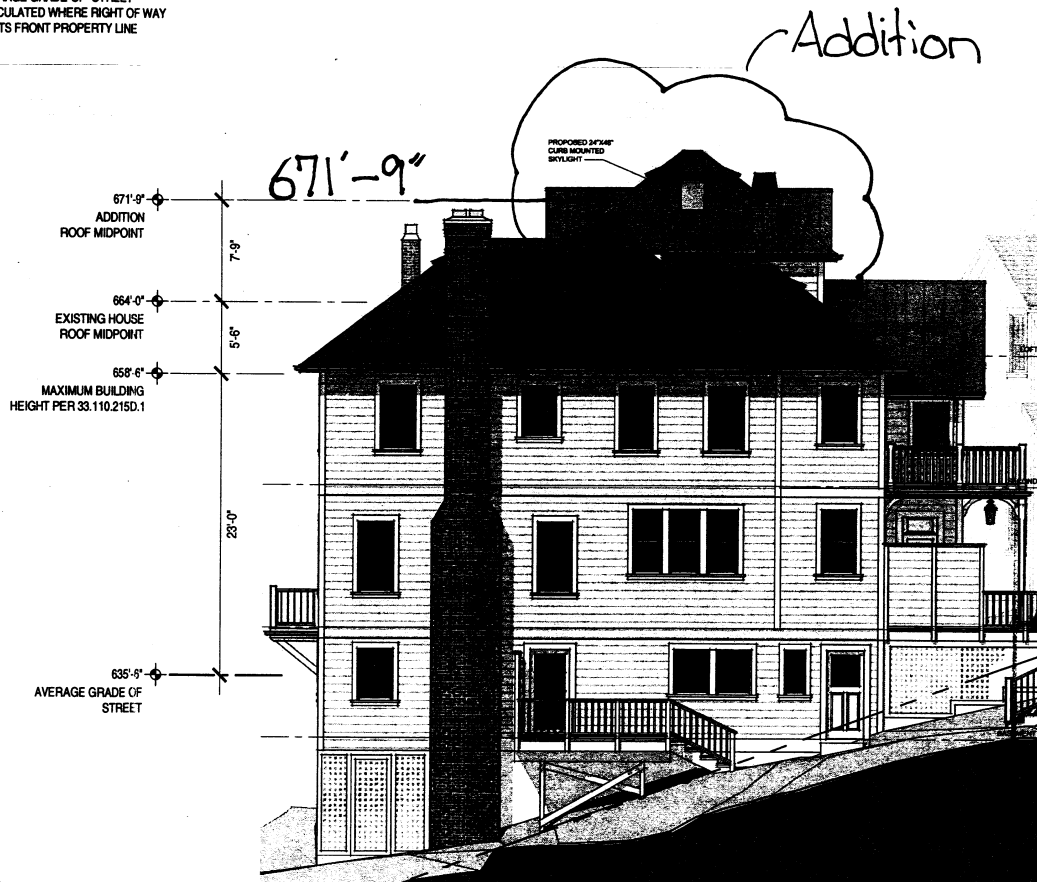 CULATED WHERE RIGHT OF WAY
TS FRONT PROPERTY LINE
Addition
PROPOSED 24"X48"
CURB MOUNTED
SKYLIGHT
671'-9"
671'-9"
ADDITION
ROOF MIDPOINT
7'-9"
664'-0"
EXISTING HOUSE
ROOF MIDPOINT
5'-6"
658'-6"
MAXIMUM BUILDING
HEIGHT PER 33.110.215D.1
23'-0"
635'-6"
AVERAGE GRADE OF
STREET